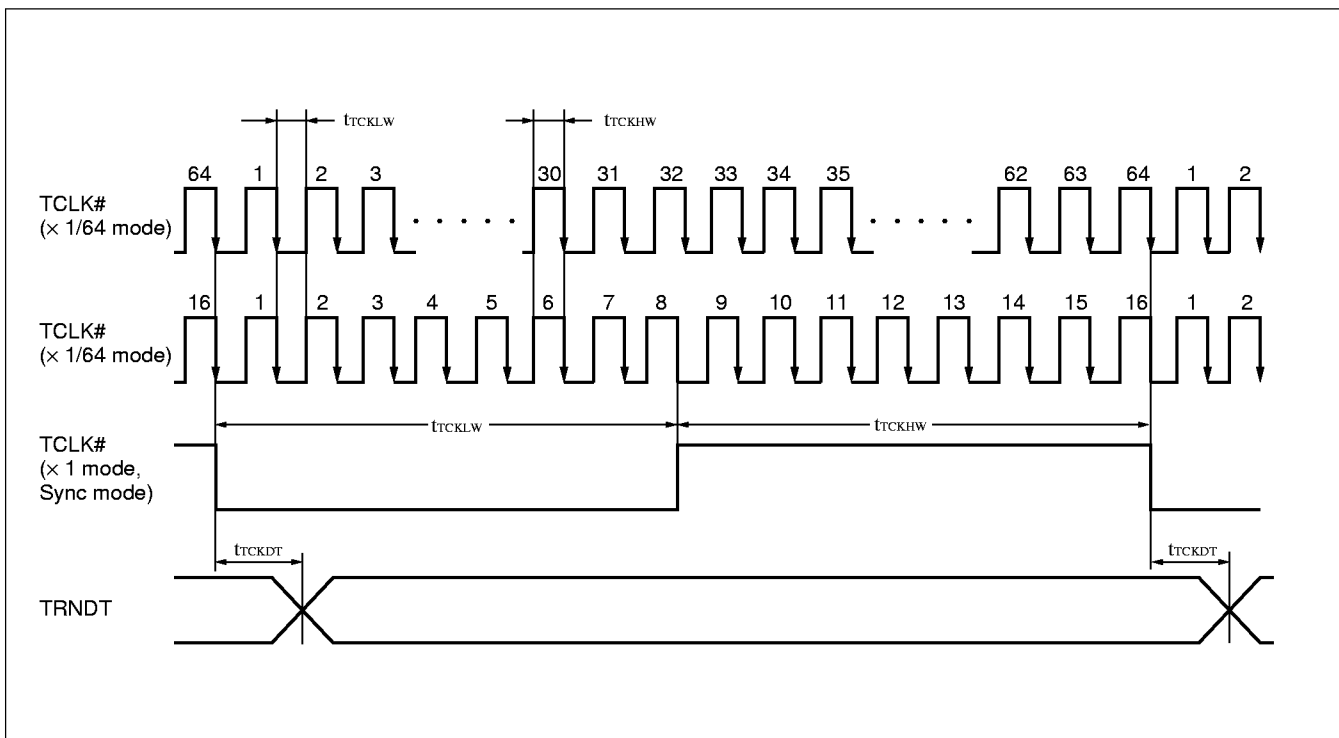 tTCKLW tTCKHW
64 1 2 3 30 31 32 33 34 35 62 63 64 1 2
TCLK#
(× 1/64 mode)
. . . . . . . . . .
16 1 2 3 4 5 6 7 8 9 10 11 12 13 14 15 16 1 2
TCLK#
(× 1/64 mode)
tTCKLW tTCKHW
TCLK#
(× 1 mode,
Sync mode)
tTCKDT tTCKDT
TRNDT